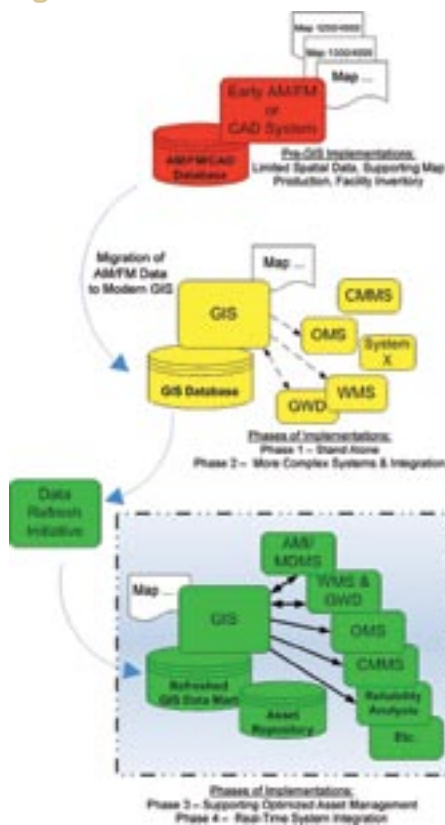 Map 1250/4999
Map 1000/4999
Map ...
Early AM/FM
or
CAD System
AM/FM/CAD
Database
Pre-GIS Implementations:
Limited Spatial Data, Supporting Map
Production, Facility Inventory
Migration of
AM/FM Data
to Modern GIS
Map ...
GIS
CMMS
OMS
System
X
GIS Database
GWD
WMS
Phases of Implementations:
Phase 1 – Stand Alone
Phase 2 – More Complex Systems & Integration
Data
Refresh
Initiative
AMI/
MDMS
Map ...
WMS &
GWD
GIS
OMS
CMMS
Refreshed
GIS Data Mart
Reliability
Analysis
Asset
Repository
Etc.
Phases of Implementations:
Phase 3 – Supporting Optimized Asset Management
Phase 4 – Real-Time System Integration